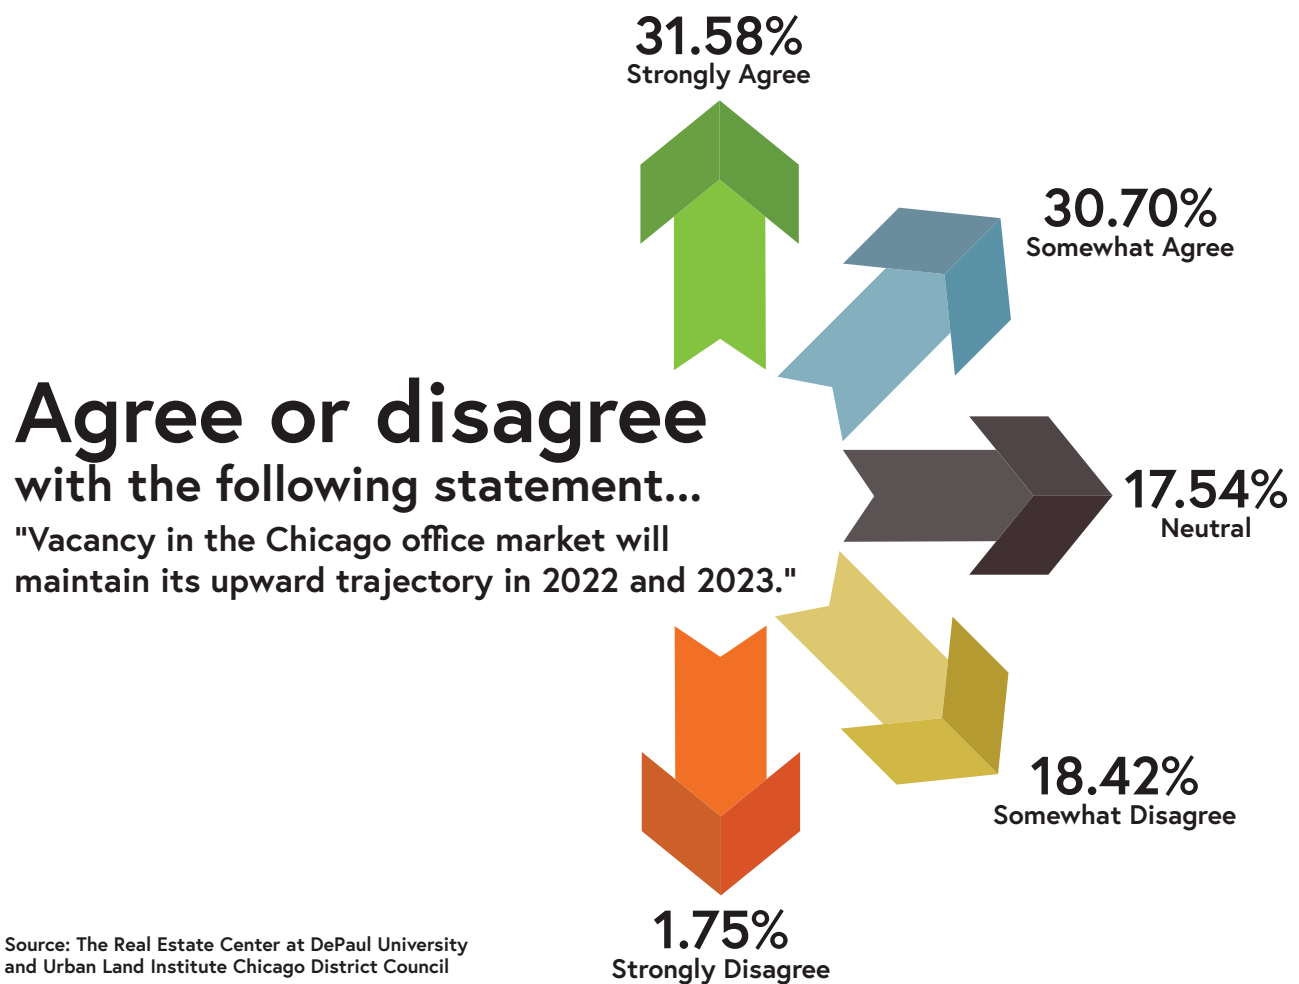 31.58%
Strongly Agree
30.70%
Somewhat Agree
Agree or disagree
with the following statement...
"Vacancy in the Chicago office market will
maintain its upward trajectory in 2022 and 2023."
17.54%
Neutral
18.42%
Somewhat Disagree
1.75%
Strongly Disagree
Source: The Real Estate Center at DePaul University
and Urban Land Institute Chicago District Council